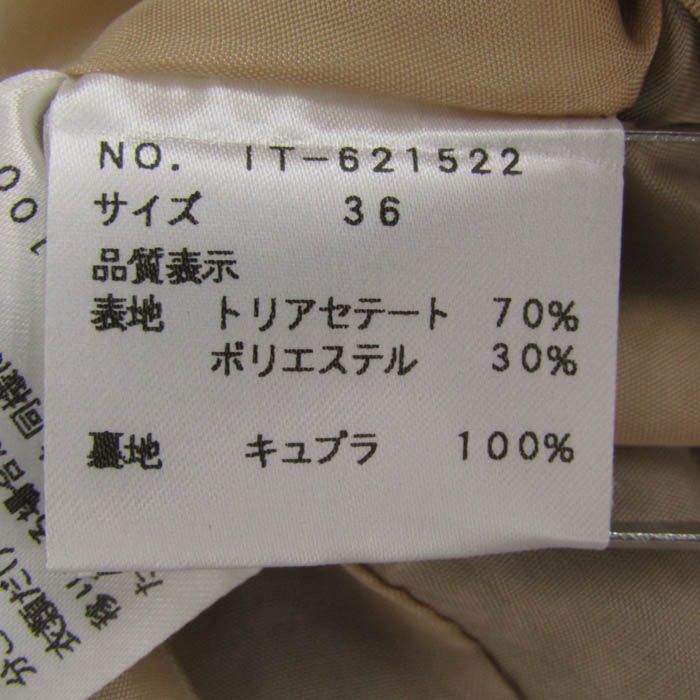 NO. IT-621522
サイズ 36
品質表示
表地 トリアセテート 70%
ポリエステル 30%
裏地 キュプラ 100%
100